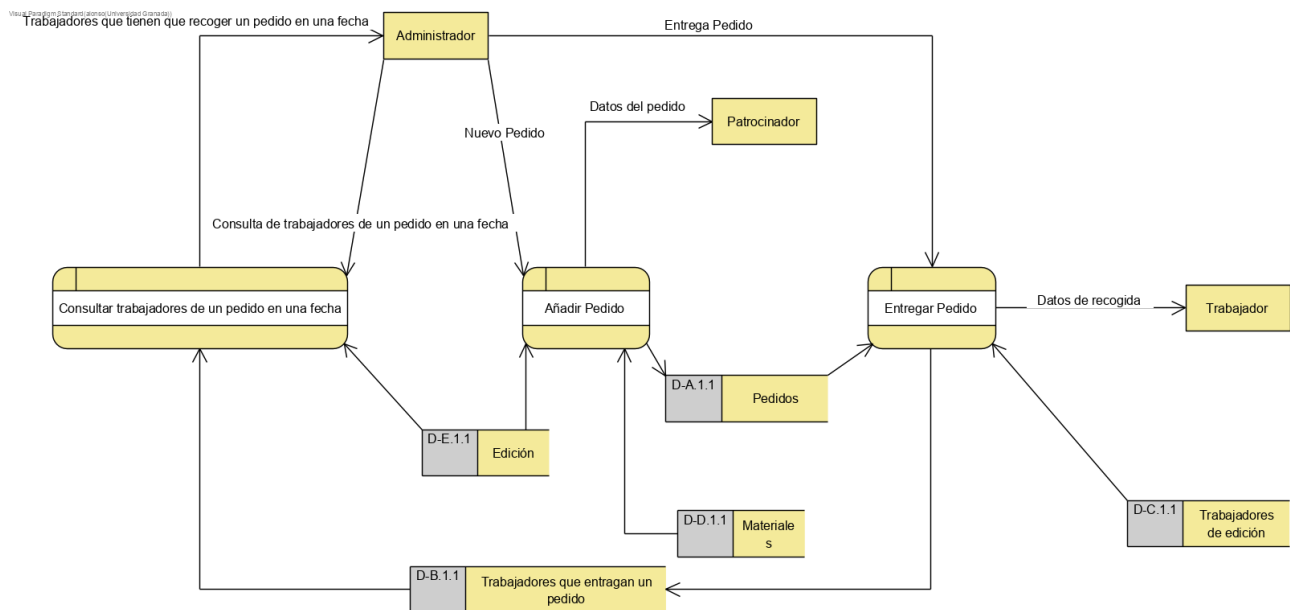 Visual Paradigm Standard(alonso(Universidad Granada))
Trabajadores que tienen que recoger un pedido en una fecha
Administrador
Entrega Pedido
Datos del pedido
Patrocinador
Nuevo Pedido
Consulta de trabajadores de un pedido en una fecha
Consultar trabajadores de un pedido en una fecha
Añadir Pedido
Entregar Pedido
Datos de recogida
Trabajador
D-A.1.1
Pedidos
D-E.1.1
Edición
D-D.1.1
Materiale
s
D-C.1.1
Trabajadores
de edición
D-B.1.1
Trabajadores que entragan un
pedido